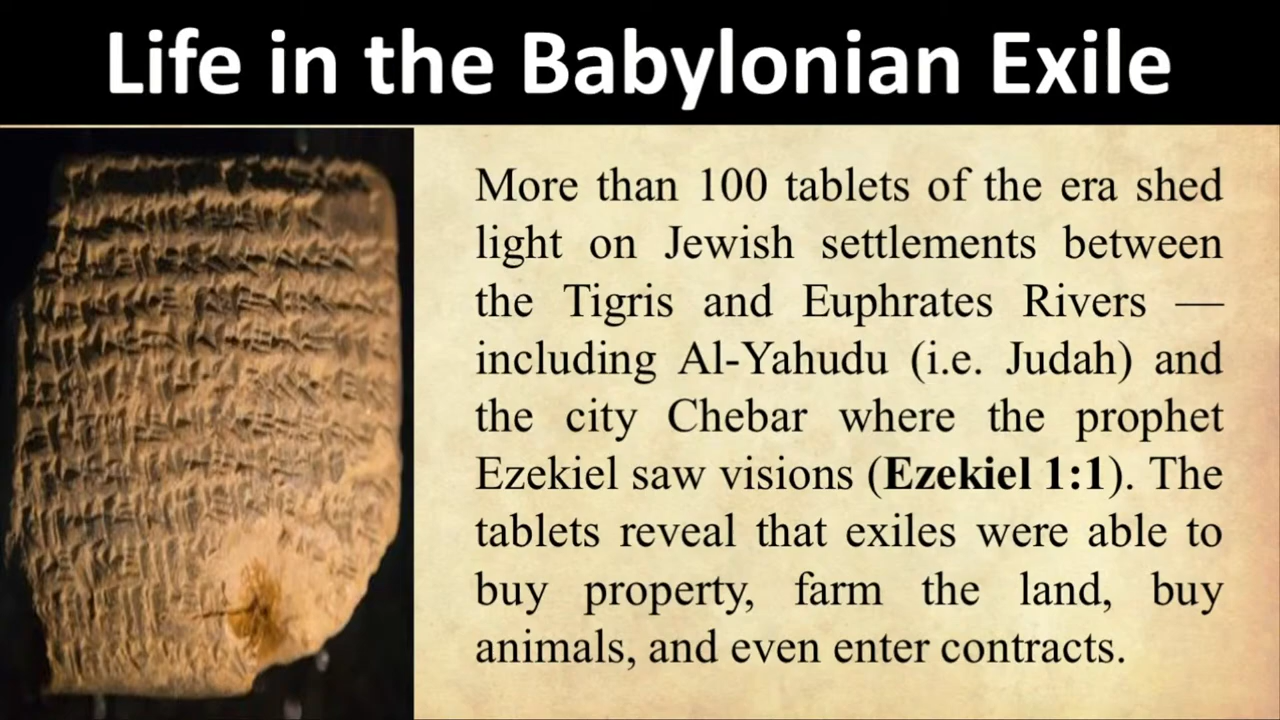 Life in the Babylonian Exile
More than 100 tablets of the era shed
light on Jewish settlements between
the Tigris and Euphrates Rivers —
including Al-Yahudu (i.e. Judah) and
the city Chebar where the prophet
Ezekiel saw visions (Ezekiel 1:1). The
tablets reveal that exiles were able to
buy property, farm the land, buy
animals, and even enter contracts.